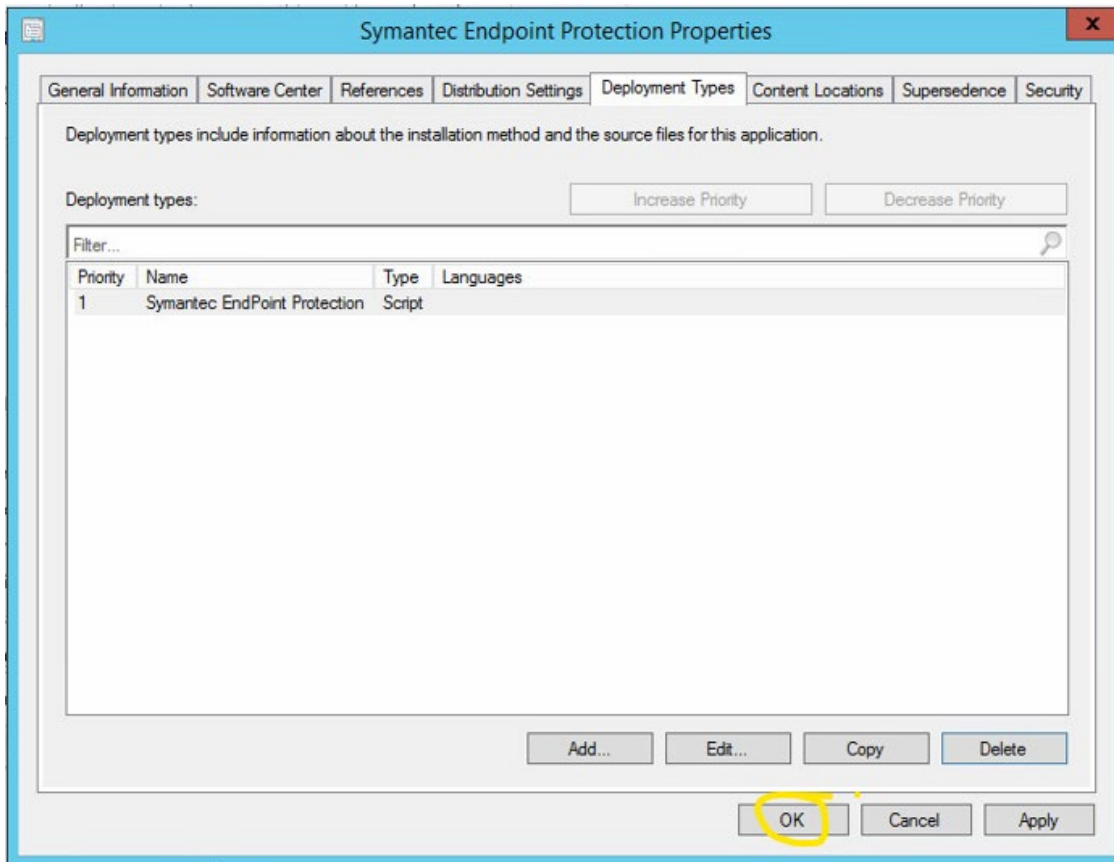 Symantec Endpoint Protection Properties
x
General Information Software Center References Distribution Settings Deployment Types Content Locations Supersedence Security
Deployment types include information about the installation method and the source files for this application.
Deployment types: Increase Priority Decrease Priority
Filter...
Priority Name Type Languages
1 Symantec EndPoint Protection Script
Add... Edit... Copy Delete
OK Cancel Apply